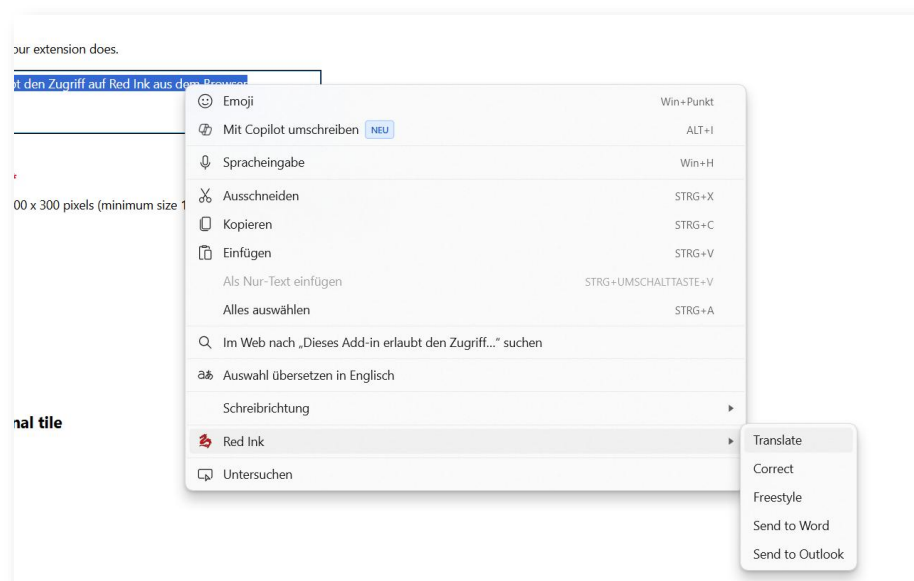 our extension does.
bt den Zugriff auf Red Ink aus dem Browser
*
00 x 300 pixels (minimum size 1
nal tile
Emoji Win+Punkt
Mit Copilot umschreiben NEU ALT+I
Spracheingabe Win+H
Ausschneiden STRG+X
Kopieren STRG+C
Einfügen STRG+V
Als Nur-Text einfügen STRG+UMSCHALTTASTE+V
Alles auswählen STRG+A
Im Web nach „Dieses Add-in erlaubt den Zugriff...“ suchen
Auswahl übersetzen in Englisch
Schreibrichtung
Red Ink
Untersuchen
Translate
Correct
Freestyle
Send to Word
Send to Outlook